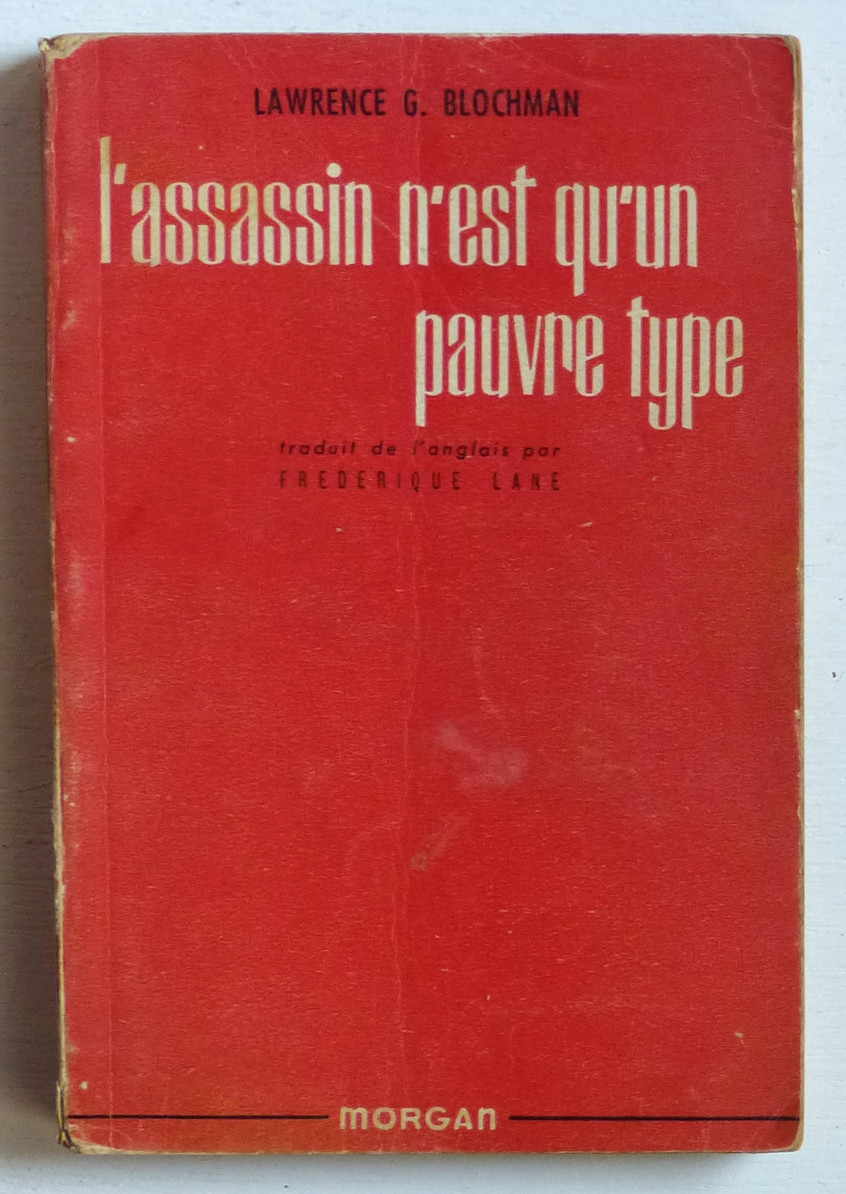 LAWRENCE G. BLOCHMAN
l'assassin n'est qu'un
pauvre type
traduit de l'anglais par
FREDERIQUE LANE
MORGAN